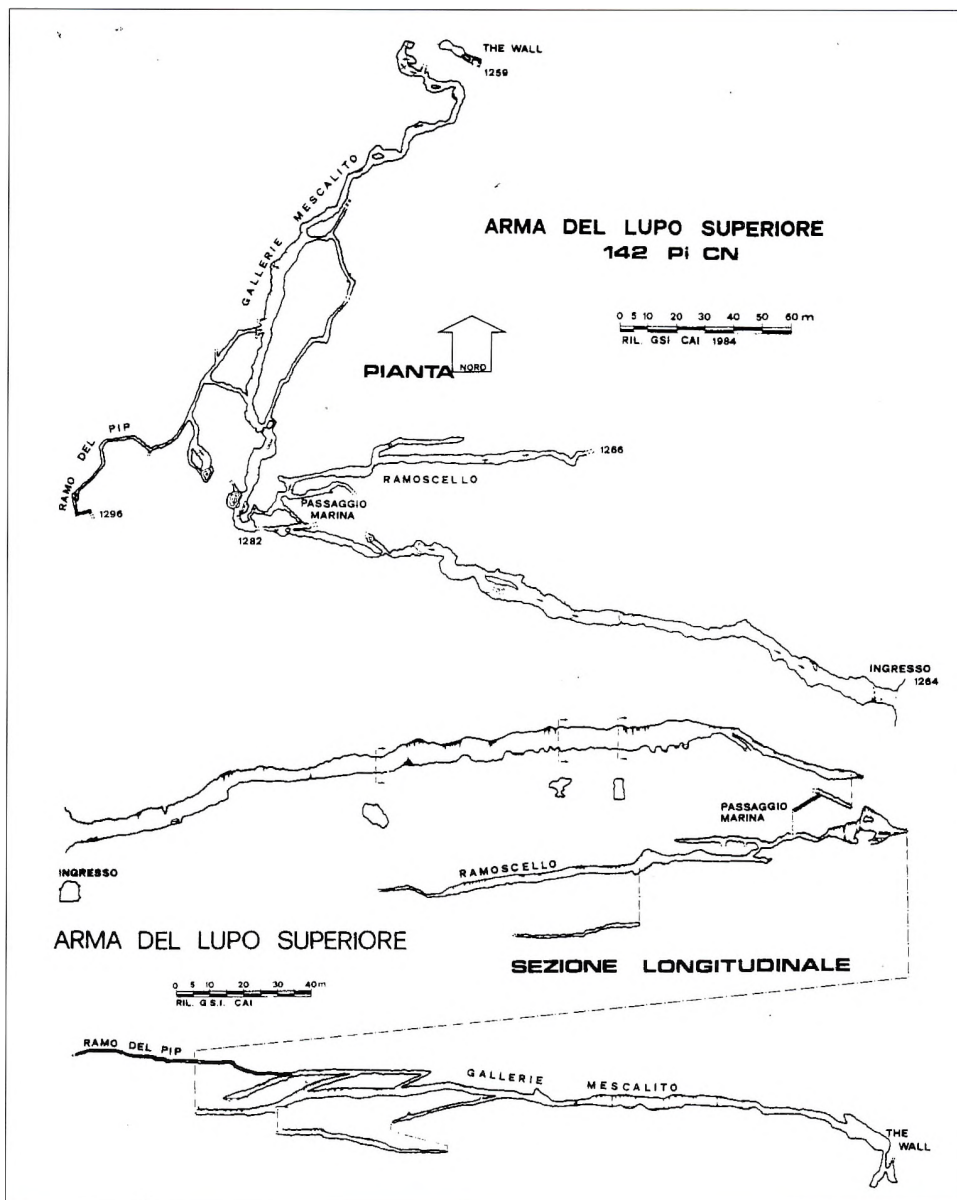 THE WALL
1259
GALLERIE MESCALITO
ARMA DEL LUPO SUPERIORE
142 Pi CN
0 5 10 20 30 40 50 60 m
RIL. GSI CAI 1984
PIANTA
NORD
RAMO DEL PIP
1296
1266
RAMOSCELLO
PASSAGGIO
MARINA
1282
INGRESSO
1264
PASSAGGIO
MARINA
RAMOSCELLO
INGRESSO
ARMA DEL LUPO SUPERIORE
SEZIONE LONGITUDINALE
0 5 10 20 30 40m
RIL. G.S.I. CAI
RAMO DEL PIP
GALLERIE MESCALITO
THE
WALL